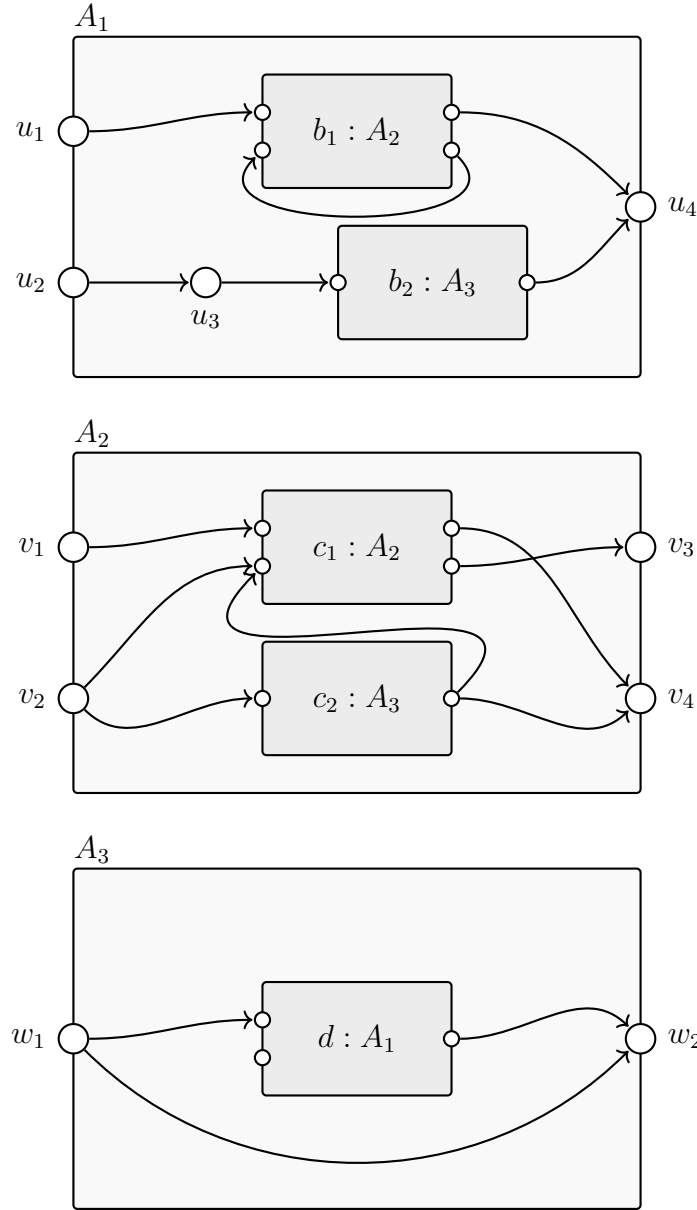 A₁
u₁
b₁ : A₂
u₄
u₂
b₂ : A₃
u₃
A₂
v₁
c₁ : A₂
v₃
v₂
c₂ : A₃
v₄
A₃
w₁
d : A₁
w₂